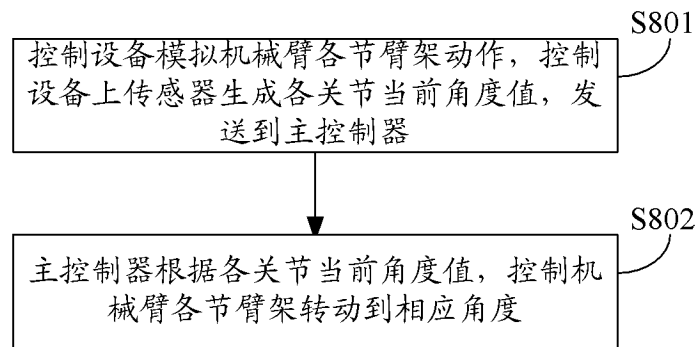 S801
控制设备模拟机械臂各节臂架动作，控制
设备上传感器生成各关节当前角度值，发
送到主控制器
S802
主控制器根据各关节当前角度值，控制机
械臂各节臂架转动到相应角度